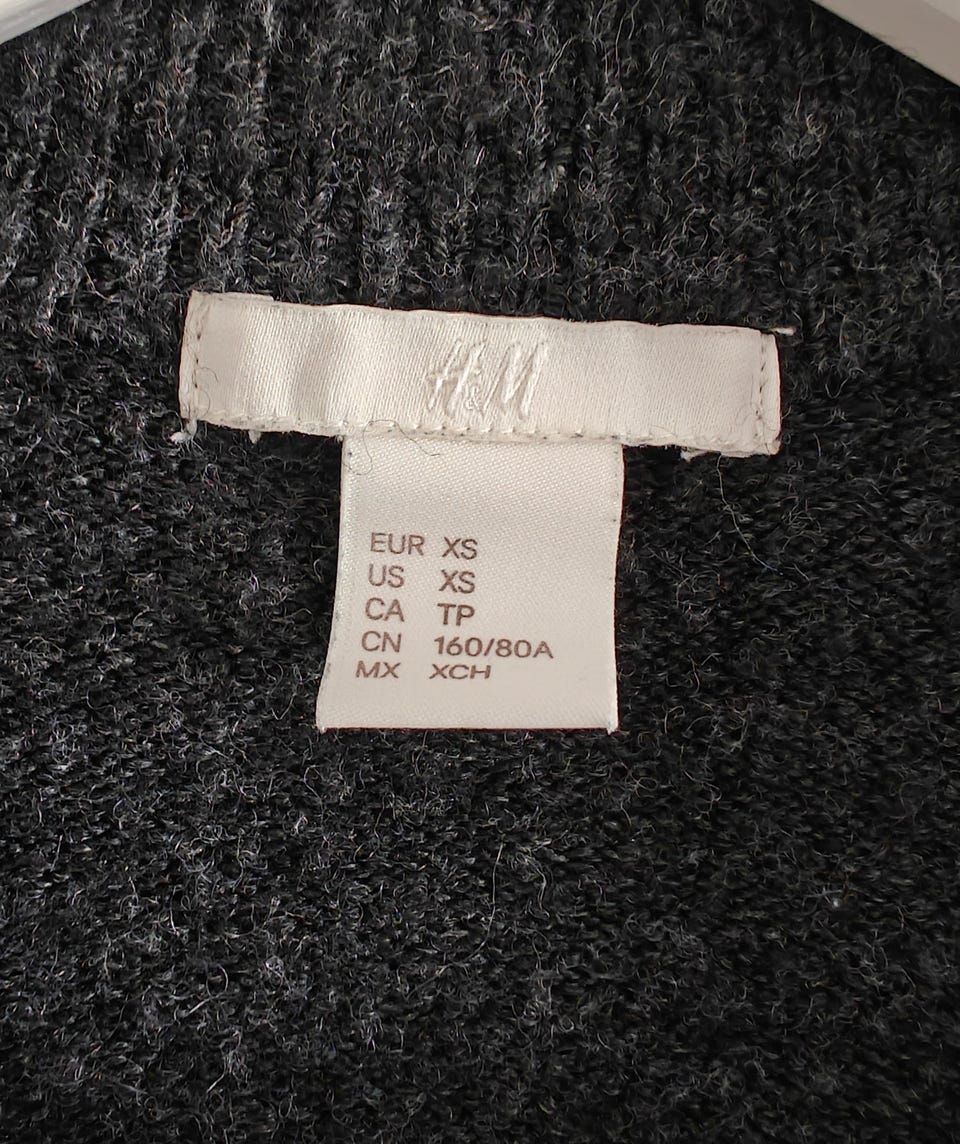 H&M
EUR XS
US XS
CA TP
CN 160/80A
MX XCH